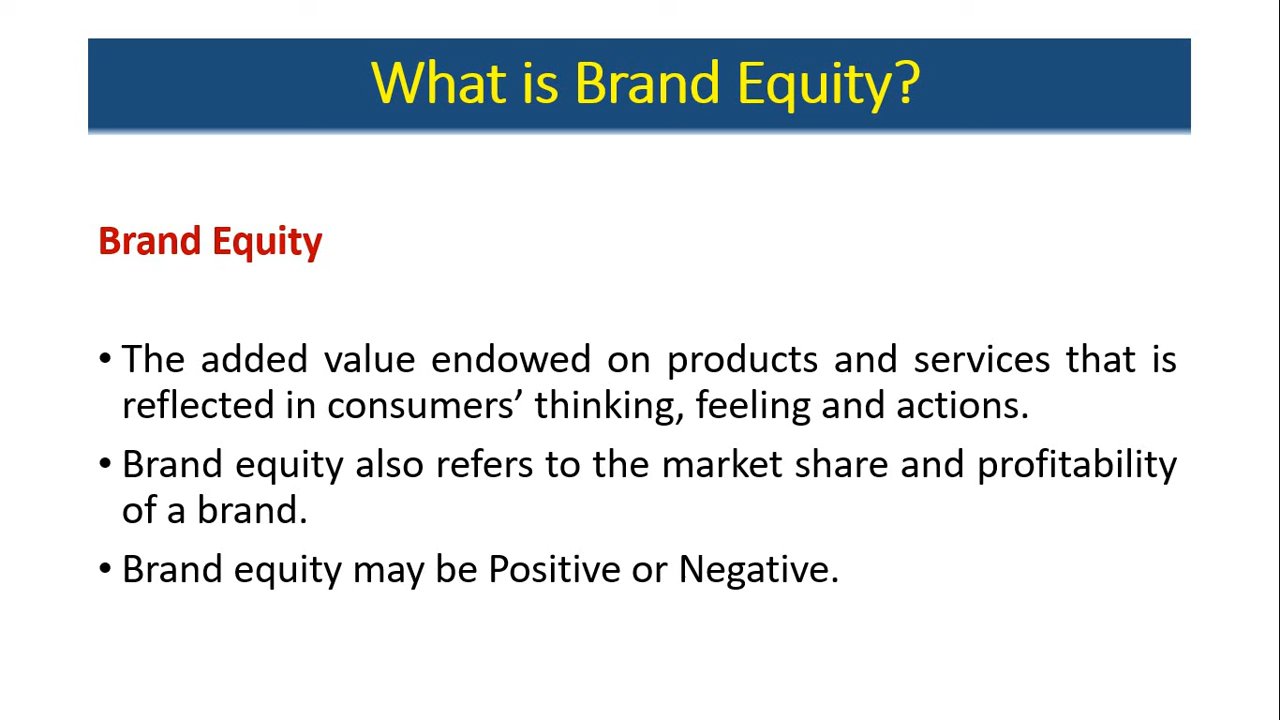 What is Brand Equity?
Brand Equity
• The added value endowed on products and services that is
reflected in consumers’ thinking, feeling and actions.
• Brand equity also refers to the market share and profitability
of a brand.
• Brand equity may be Positive or Negative.